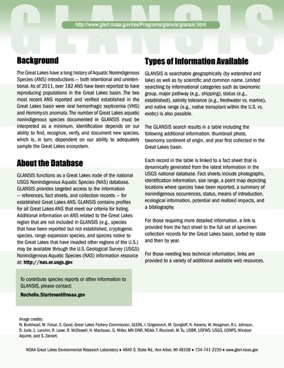 GLANSIS
http://www.glerl.noaa.gov/res/Programs/glansis/glansis.html
Background
The Great Lakes have a long history of Aquatic Nonindigenous
Species (ANS) introductions – both intentional and uninten-
tional. As of 2011, over 182 ANS have been reported to have
reproducing populations in the Great Lakes basin. The two
most recent ANS reported and verified established in the
Great Lakes basin were viral hemorrhagic septicemia (VHS)
and Hemimysis anomala. The number of Great Lakes aquatic
nonindigenous species documented in GLANSIS must be
interpreted as a minimum. Identification depends on our
ability to find, recognize, verify, and document new species,
which is, in turn, dependent on our ability to adequately
sample the Great Lakes ecosystem.
About the Database
GLANSIS functions as a Great Lakes node of the national
USGS Nonindigenous Aquatic Species (NAS) database.
GLANSIS provides targeted access to the information
– references, fact sheets, and collection records – for
established Great Lakes ANS. GLANSIS contains profiles
for all Great Lakes ANS that meet our criteria for listing.
Additional information on ANS related to the Great Lakes
region that are not included in GLANSIS (e.g., species
that have been reported but not established, cryptogenic
species, range expansion species, and species native to
the Great Lakes that have invaded other regions of the U.S.)
may be available through the U.S. Geological Survey (USGS)
Nonindigenous Aquatic Species (NAS) information resource
at: http://nas.er.usgs.gov.
To contribute species reports or other information to
GLANSIS, please contact:
Rochelle.Sturtevant@noaa.gov
Types of Information Available
GLANSIS is searchable geographically (by watershed and
lake) as well as by scientific and common name. Limited
searching by informational categories such as taxonomic
group, major pathway (e.g., shipping), status (e.g.,
established), salinity tolerance (e.g., freshwater vs. marine),
and native range (e.g., native transplant within the U.S. vs.
exotic) is also possible.
The GLANSIS search results in a table including the
following additional information: thumbnail photo,
taxonomy, continent of origin, and year first collected in the
Great Lakes basin.
Each record in the table is linked to a fact sheet that is
dynamically generated from the latest information in the
USGS national database. Fact sheets include photographs,
identification information, size range, a point map depicting
locations where species have been reported, a summary of
nonindigenous occurrences, status, means of introduction,
ecological information, potential and realized impacts, and
a bibliography.
For those requiring more detailed information, a link is
provided from the fact sheet to the full set of specimen
collection records for the Great Lakes basin, sorted by state
and then by year.
For those needing less technical information, links are
provided to a variety of additional available web resources.
Image credits:
N. Burkhead, M. Faisal, S. Good, Great Lakes Fishery Commission, GLERL, I. Grigorovich, M. Gangloff, K. Havens, W. Houghman, R.L. Johnson,
D. Jude, L. Lovshin, R. Lowe, R. McDowell, H. MacIsaac, G. Miller, MN DNR, NOAA, T. Ricciardi, M. Tu, USBR, USFWS, USGS, USNPS, Windsor
Aquire, and S. Zienert.
NOAA Great Lakes Environmental Research Laboratory • 4840 S. State Rd., Ann Arbor, MI 48108 • 734-741-2235 • www.glerl.noaa.gov